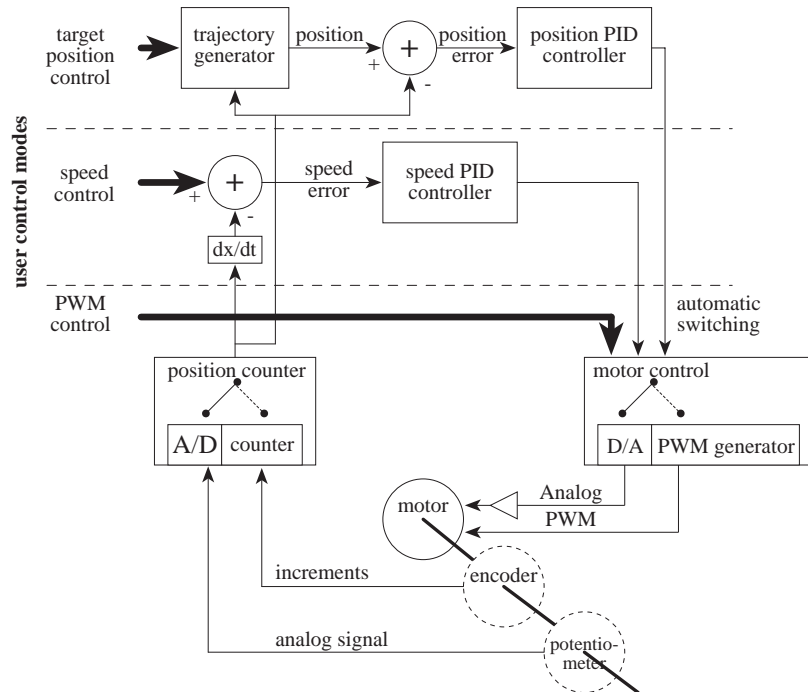 target
position
control
trajectory
generator
position
+
+
-
position
error
position PID
controller
user control modes
speed
control
+
+
-
speed
error
speed PID
controller
dx/dt
PWM
control
automatic
switching
position counter
A/D
counter
motor control
D/A
PWM generator
motor
Analog
PWM
encoder
increments
analog signal
potentio-
meter